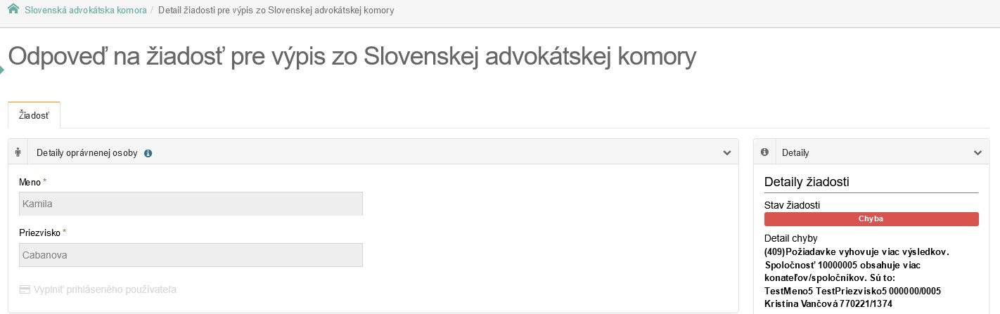 Slovenská advokátska komora / Detail žiadosti pre výpis zo Slovenskej advokátskej komory
Odpoveď na žiadosť pre výpis zo Slovenskej advokátskej komory
Žiadosť
Detaily oprávnenej osoby
Meno *
Kamila
Priezvisko *
Cabanova
Vyplniť prihláseného používateľa
Detaily
Detaily žiadosti
Stav žiadosti
Chyba
Detail chyby
(409)Požiadavke vyhovuje viac výsledkov.
Spoločnosť 10000005 obsahuje viac
konateľov/spoločníkov. Sú to:
TestMeno5 TestPriezvisko5 000000/0005
Kristína Vančová 770221/1374